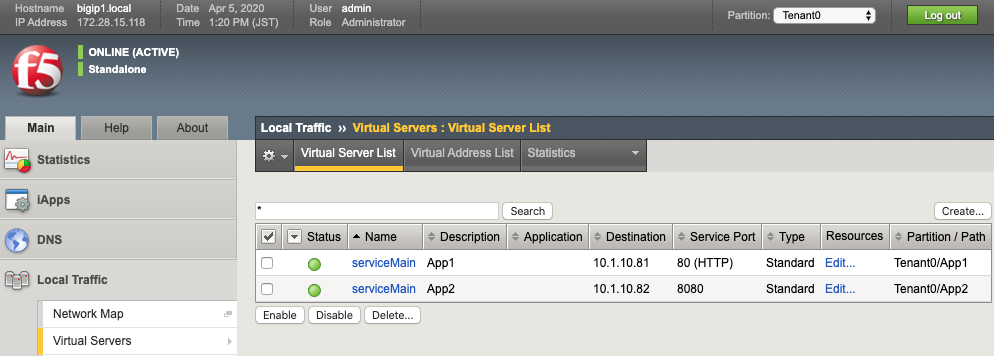 Hostname bigip1.local Date Apr 5, 2020 User admin
IP Address 172.28.15.118 Time 1:20 PM (JST) Role Administrator
Partition: Tenant0 Log out
f5
ONLINE (ACTIVE)
Standalone
Main Help About
Statistics
iApps
DNS
Local Traffic
Network Map
Virtual Servers
Local Traffic ›› Virtual Servers : Virtual Server List
Virtual Server List Virtual Address List Statistics
* Search Create...
Status Name Description Application Destination Service Port Type Resources Partition / Path
serviceMain App1 10.1.10.81 80 (HTTP) Standard Edit... Tenant0/App1
serviceMain App2 10.1.10.82 8080 Standard Edit... Tenant0/App2
Enable Disable Delete...